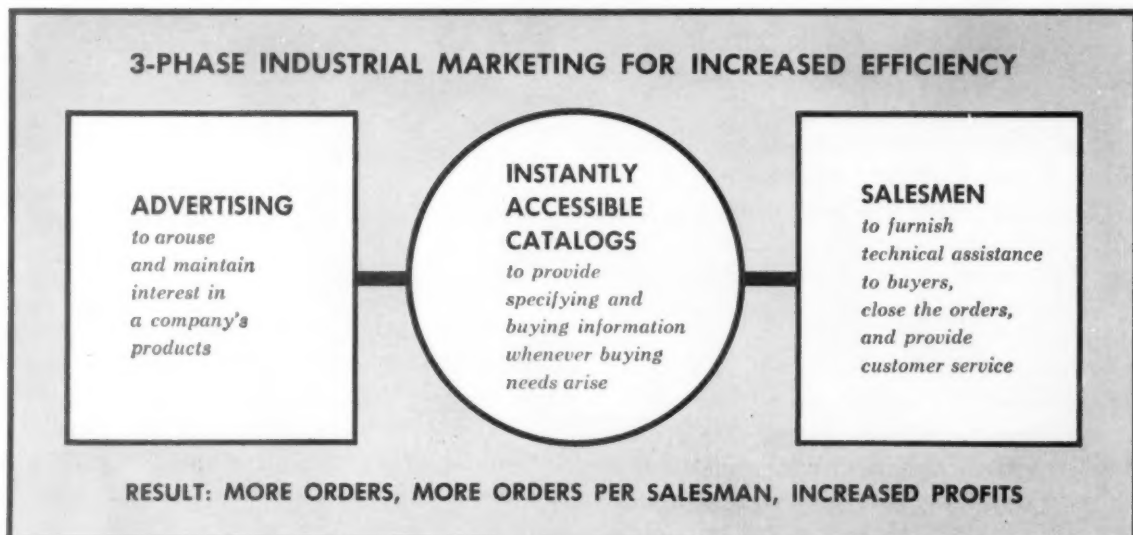 3-PHASE INDUSTRIAL MARKETING FOR INCREASED EFFICIENCY
ADVERTISING
to arouse
and maintain
interest in
a company's
products
INSTANTLY
ACCESSIBLE
CATALOGS
to provide
specifying and
buying information
whenever buying
needs arise
SALESMEN
to furnish
technical assistance
to buyers,
close the orders,
and provide
customer service
RESULT: MORE ORDERS, MORE ORDERS PER SALESMAN, INCREASED PROFITS